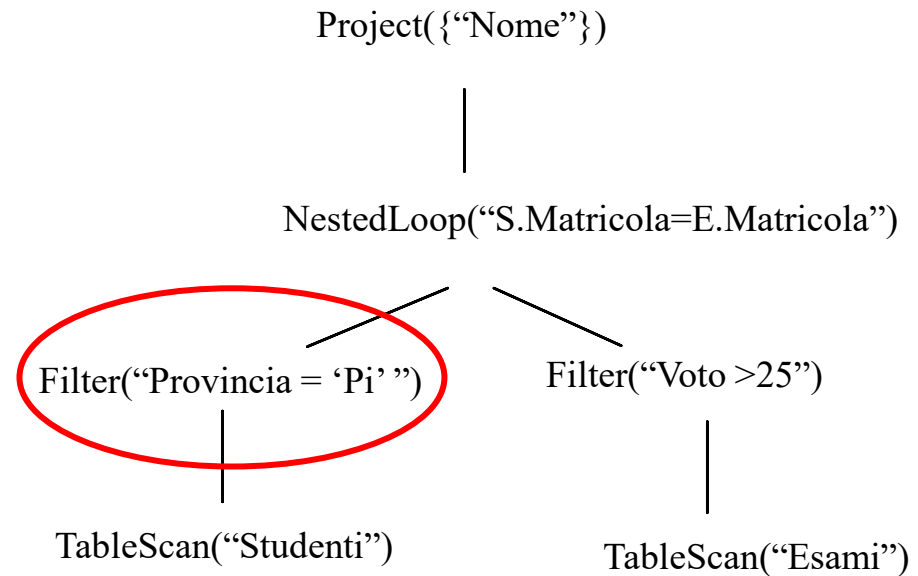 Project({“Nome”})
NestedLoop(“S.Matricola=E.Matricola”)
Filter(“Provincia = ‘Pi’ ”)
Filter(“Voto >25”)
TableScan(“Studenti”)
TableScan(“Esami”)